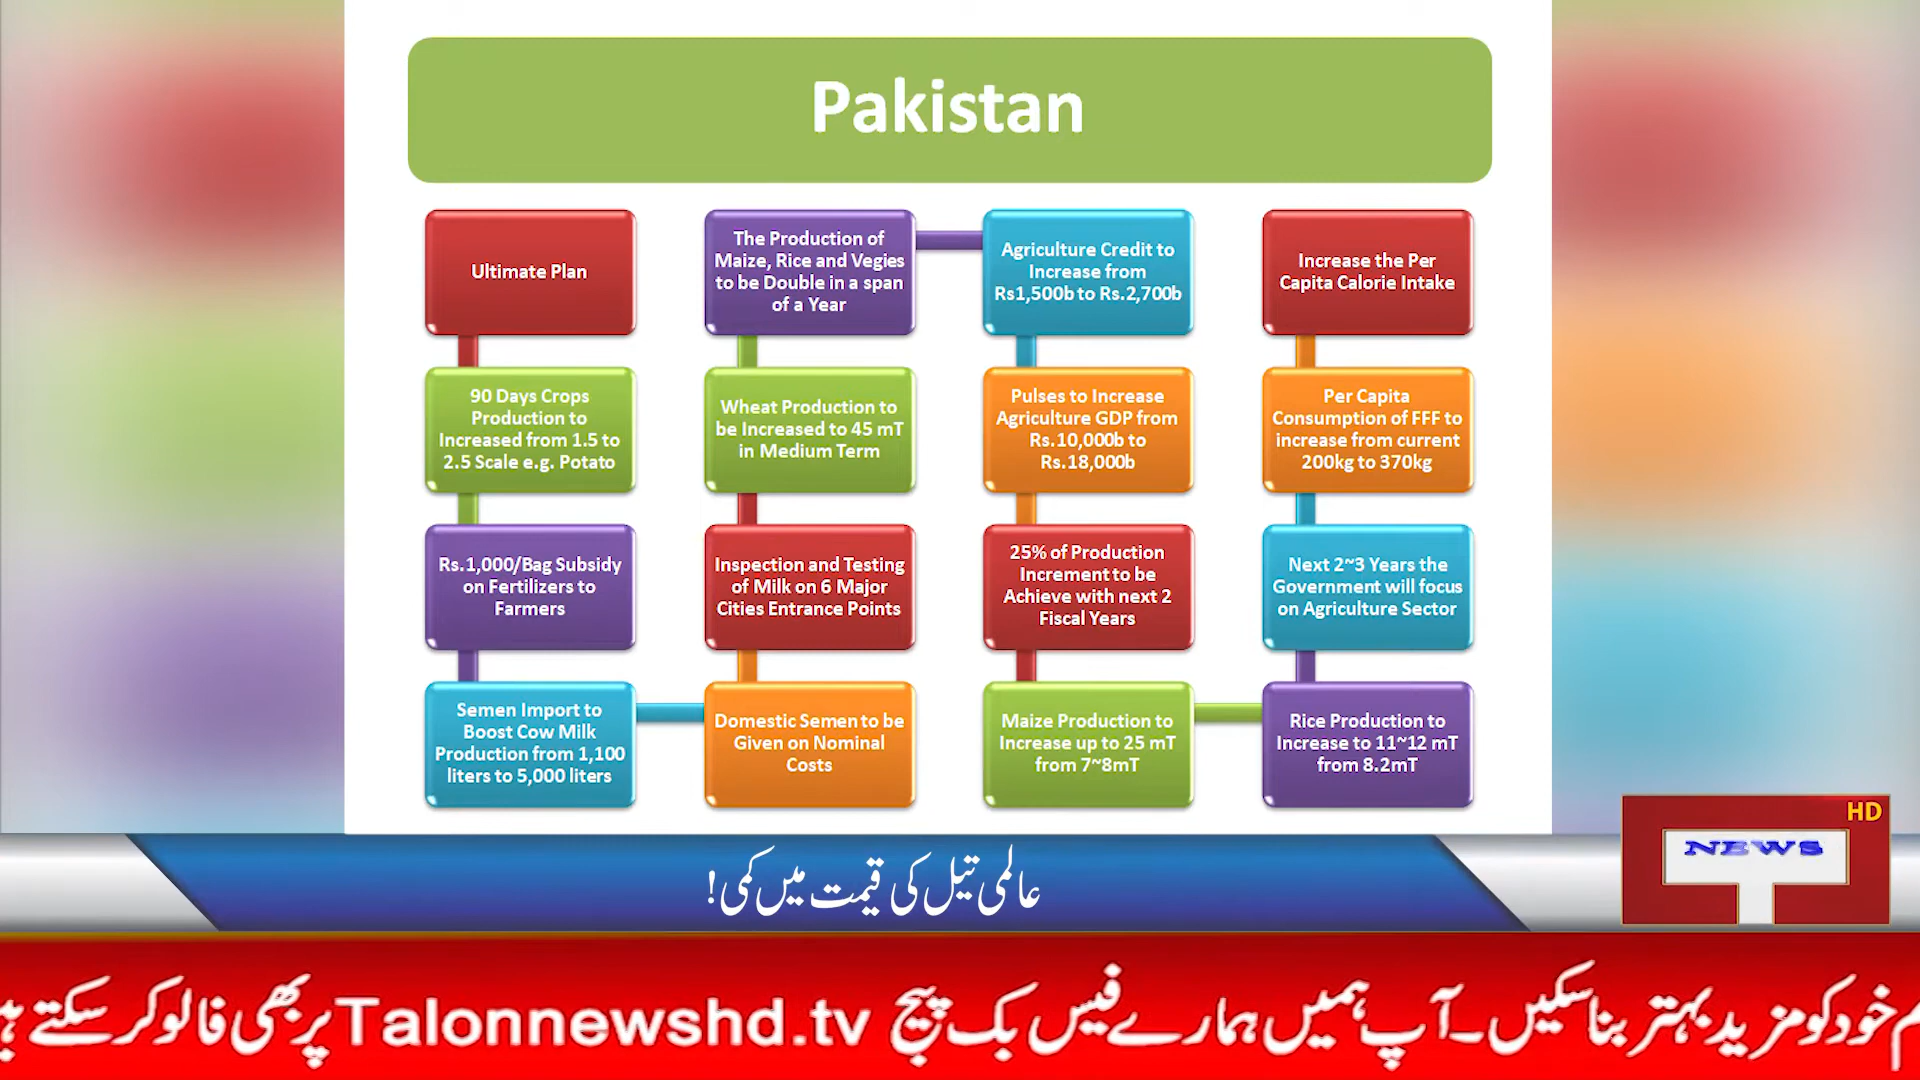 Pakistan
Ultimate Plan
90 Days Crops
Production to
Increased from 1.5 to
2.5 Scale e.g. Potato
Rs.1,000/Bag Subsidy
on Fertilizers to
Farmers
Semen Import to
Boost Cow Milk
Production from 1,100
liters to 5,000 liters
Domestic Semen to be
Given on Nominal
Costs
Inspection and Testing
of Milk on 6 Major
Cities Entrance Points
Wheat Production to
be Increased to 45 mT
in Medium Term
The Production of
Maize, Rice and Vegies
to be Double in a span
of a Year
Agriculture Credit to
Increase from
Rs1,500b to Rs.2,700b
Pulses to Increase
Agriculture GDP from
Rs.10,000b to
Rs.18,000b
25% of Production
Increment to be
Achieve with next 2
Fiscal Years
Maize Production to
Increase up to 25 mT
from 7~8mT
Rice Production to
Increase to 11~12 mT
from 8.2mT
Next 2~3 Years the
Government will focus
on Agriculture Sector
Per Capita
Consumption of FFF to
increase from current
200kg to 370kg
Increase the Per
Capita Calorie Intake
HD
NEWS
عالمی تیل کی قیمت میں کمی!
خود کو مزید بہتر بنا سکیں۔ آپ ہمیں ہمارے فیس بک پیج Talonnewshd.tv پر بھی فالو کر سکتے